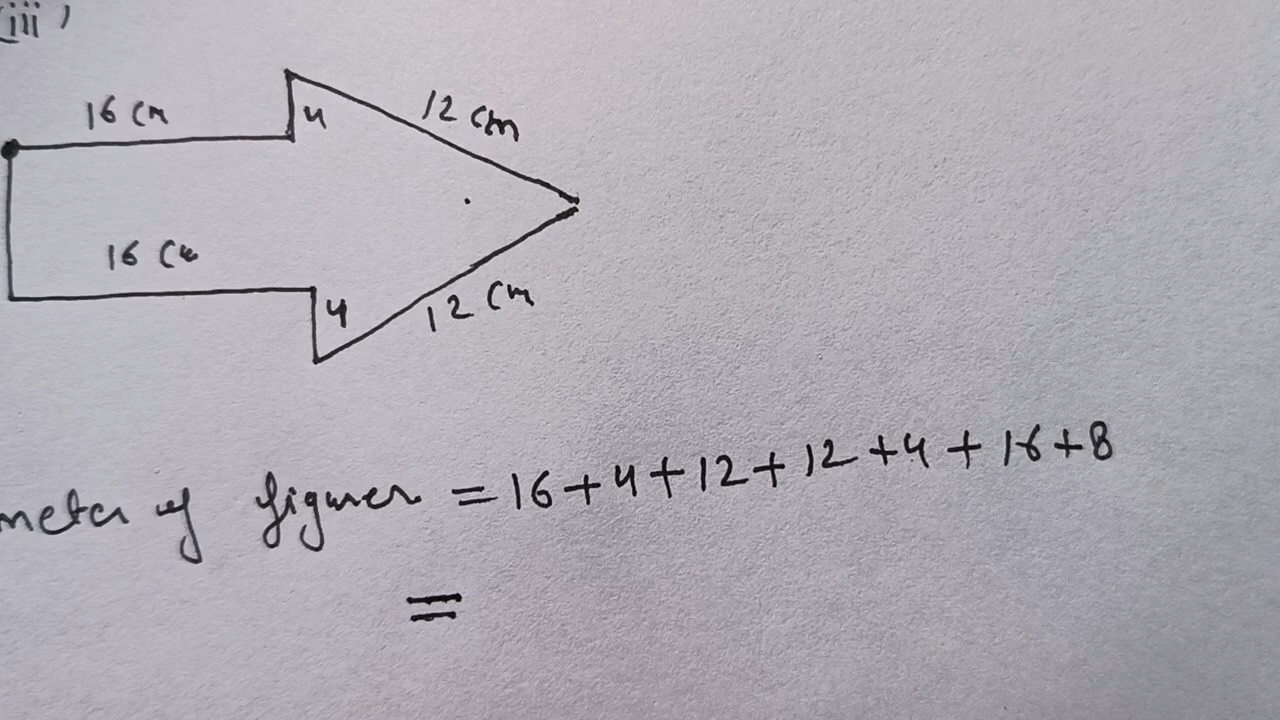 (iii)
16 cm
4
12 cm
16 cm
4
12 cm
meter of figures = 16+4+12+12+4+16+8
=